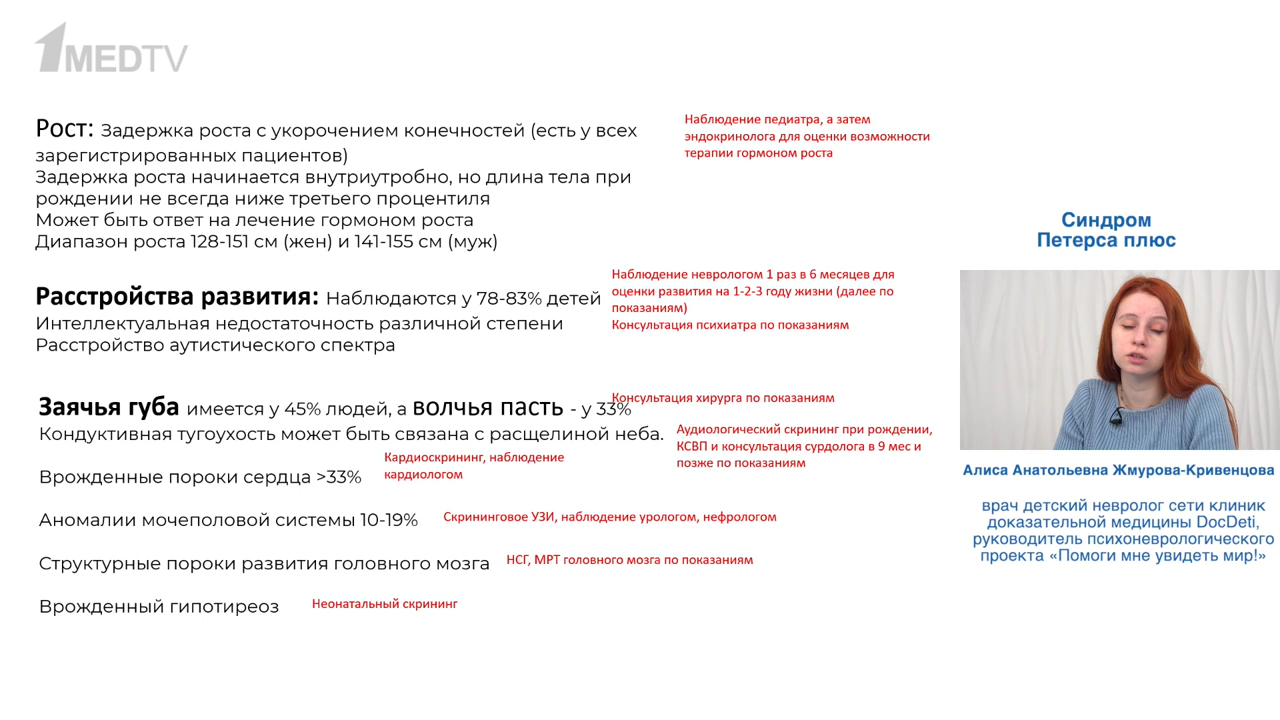 1MEDTV
Рост: Задержка роста с укорочением конечностей (есть у всех
зарегистрированных пациентов)
Задержка роста начинается внутриутробно, но длина тела при
рождении не всегда ниже третьего процентиля
Может быть ответ на лечение гормоном роста
Диапазон роста 128-151 см (жен) и 141-155 см (муж)
Наблюдение педиатра, а затем
эндокринолога для оценки возможности
терапии гормоном роста
Расстройства развития: Наблюдаются у 78-83% детей
Интеллектуальная недостаточность различной степени
Расстройство аутистического спектра
Наблюдение неврологом 1 раз в 6 месяцев для
оценки развития на 1-2-3 году жизни (далее по
показаниям)
Консультация психиатра по показаниям
Заячья губа имеется у 45% людей, а волчья пасть - у 33%
Консультация хирурга по показаниям
Кондуктивная тугоухость может быть связана с расщелиной неба.
Аудиологический скрининг при рождении,
КСВП и консультация сурдолога в 9 мес и
позже по показаниям
Врожденные пороки сердца >33%
Кардиоскрининг, наблюдение
кардиологом
Аномалии мочеполовой системы 10-19%
Скрининговое УЗИ, наблюдение урологом, нефрологом
Структурные пороки развития головного мозга
НСГ, МРТ головного мозга по показаниям
Врожденный гипотиреоз
Неонатальный скрининг
Синдром
Петерса плюс
Алиса Анатольевна Жмурова-Кривенцова
врач детский невролог сети клиник
доказательной медицины DocDeti,
руководитель психоневрологического
проекта «Помоги мне увидеть мир!»